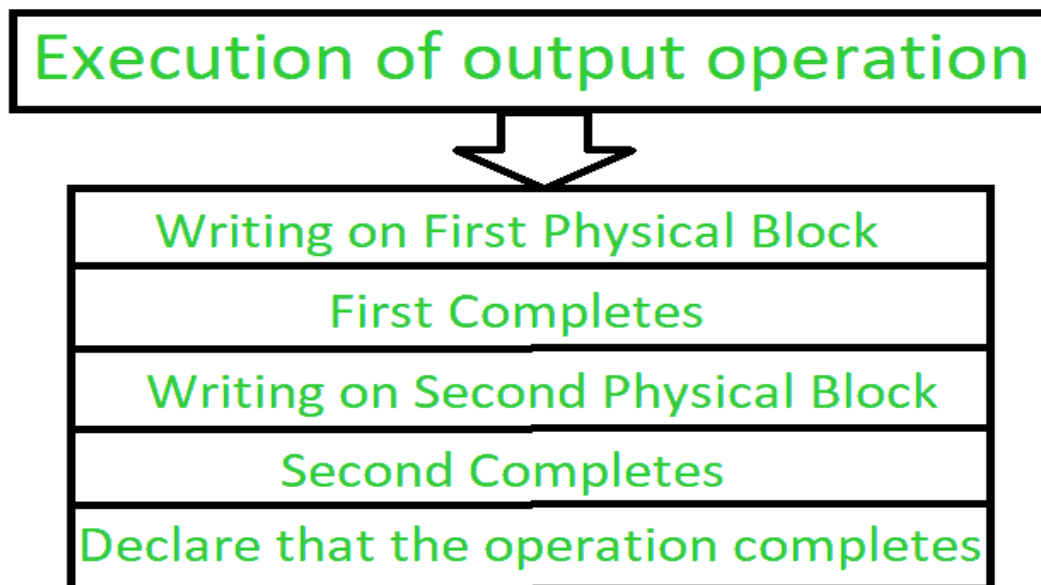 Execution of output operation
Writing on First Physical Block
First Completes
Writing on Second Physical Block
Second Completes
Declare that the operation completes